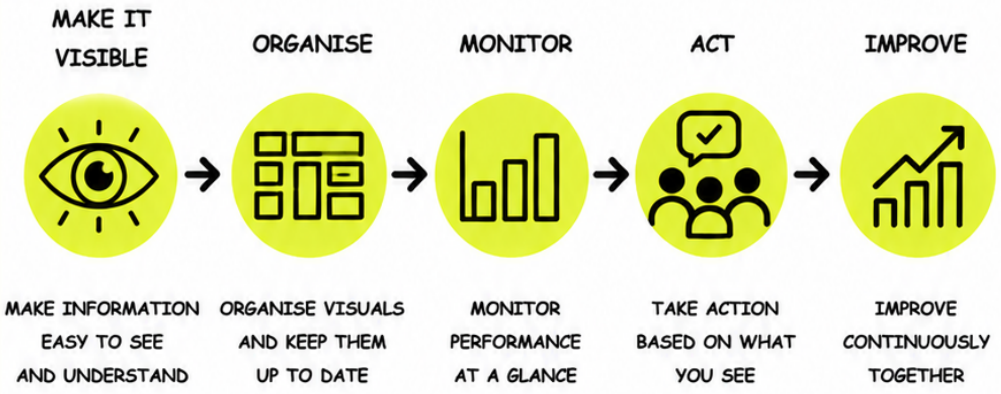 MAKE IT
VISIBLE
ORGANISE
MONITOR
ACT
IMPROVE
MAKE INFORMATION
EASY TO SEE
AND UNDERSTAND
ORGANISE VISUALS
AND KEEP THEM
UP TO DATE
MONITOR
PERFORMANCE
AT A GLANCE
TAKE ACTION
BASED ON WHAT
YOU SEE
IMPROVE
CONTINUOUSLY
TOGETHER